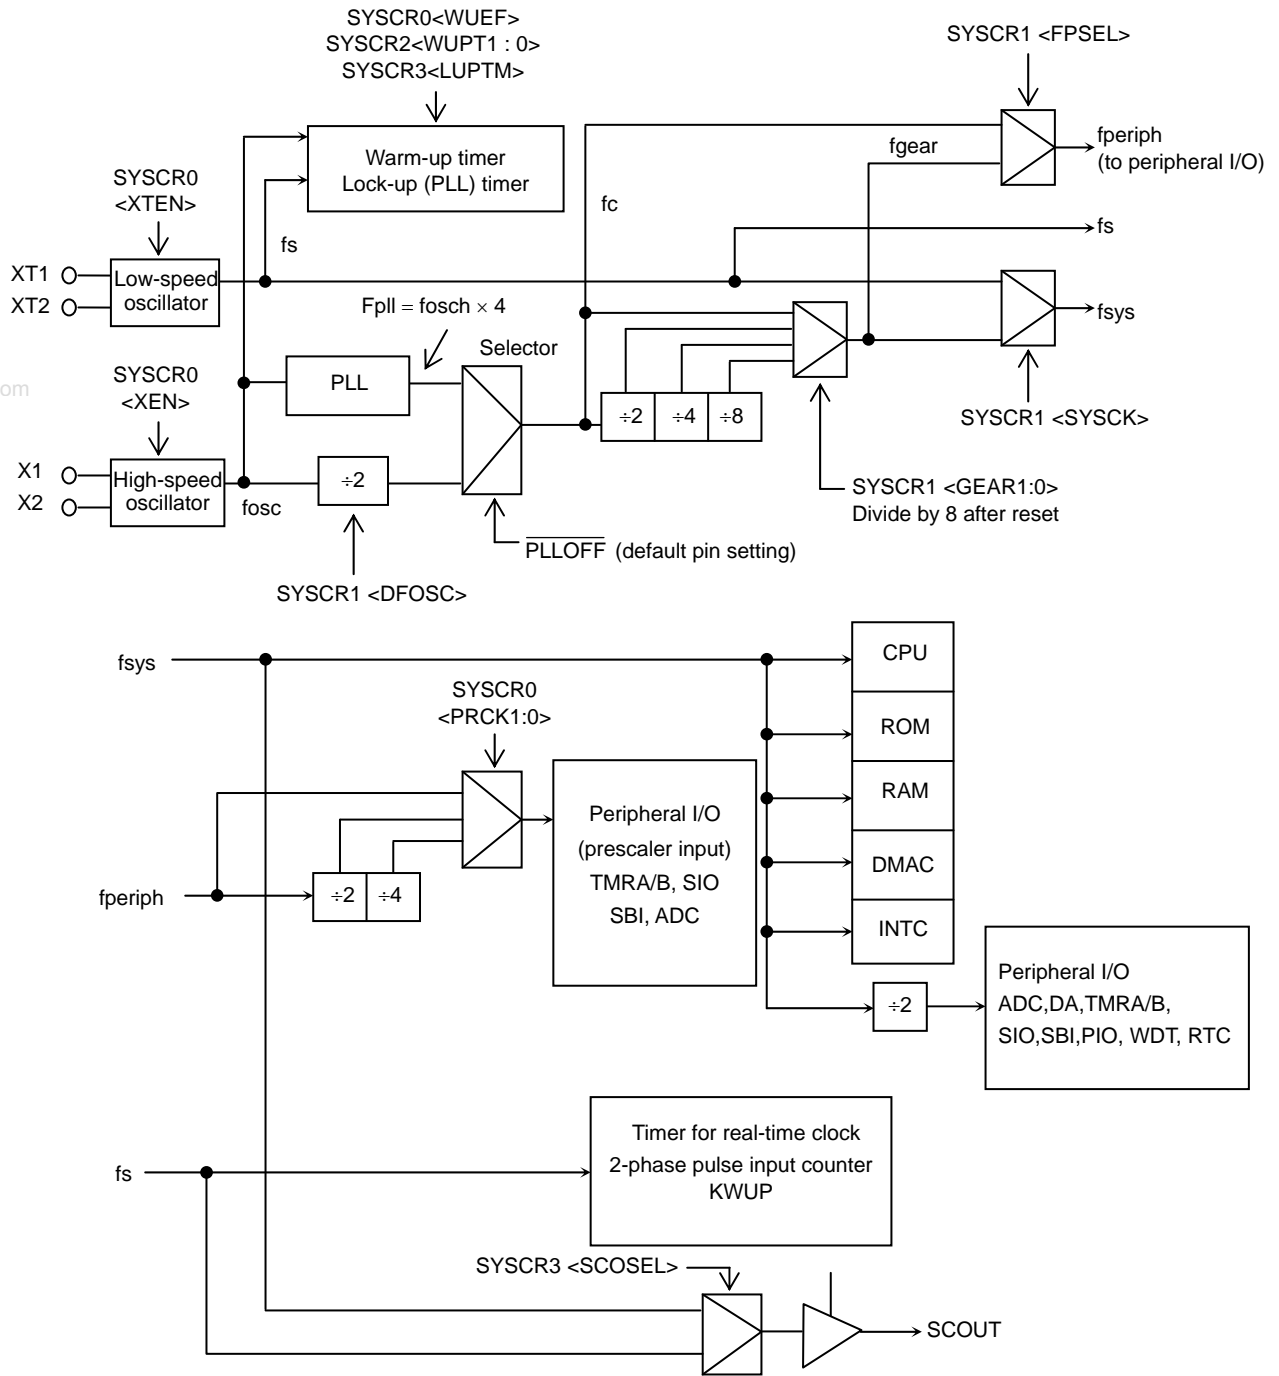 SYSCR0<WUEF>
SYSCR2<WUPT1 : 0>
SYSCR3<LUPTM>
SYSCR1 <FPSEL>
Warm-up timer
Lock-up (PLL) timer
fgear
fperiph
(to peripheral I/O)
SYSCR0
<XTEN>
fc
fs
fs
XT1
XT2
Low-speed
oscillator
Fpll = fosch × 4
fsys
Selector
om
SYSCR0
<XEN>
PLL
÷2
÷4
÷8
SYSCR1 <SYSCK>
X1
X2
High-speed
oscillator
fosc
÷2
SYSCR1 <GEAR1:0>
Divide by 8 after reset
PLLOFF (default pin setting)
SYSCR1 <DFOSC>
fsys
CPU
SYSCR0
<PRCK1:0>
ROM
RAM
DMAC
INTC
Peripheral I/O
(prescaler input)
TMRA/B, SIO
SBI, ADC
fperiph
÷2
÷4
÷2
Peripheral I/O
ADC,DA,TMRA/B,
SIO,SBI,PIO, WDT, RTC
fs
Timer for real-time clock
2-phase pulse input counter
KWUP
SYSCR3 <SCOSEL>
SCOUT